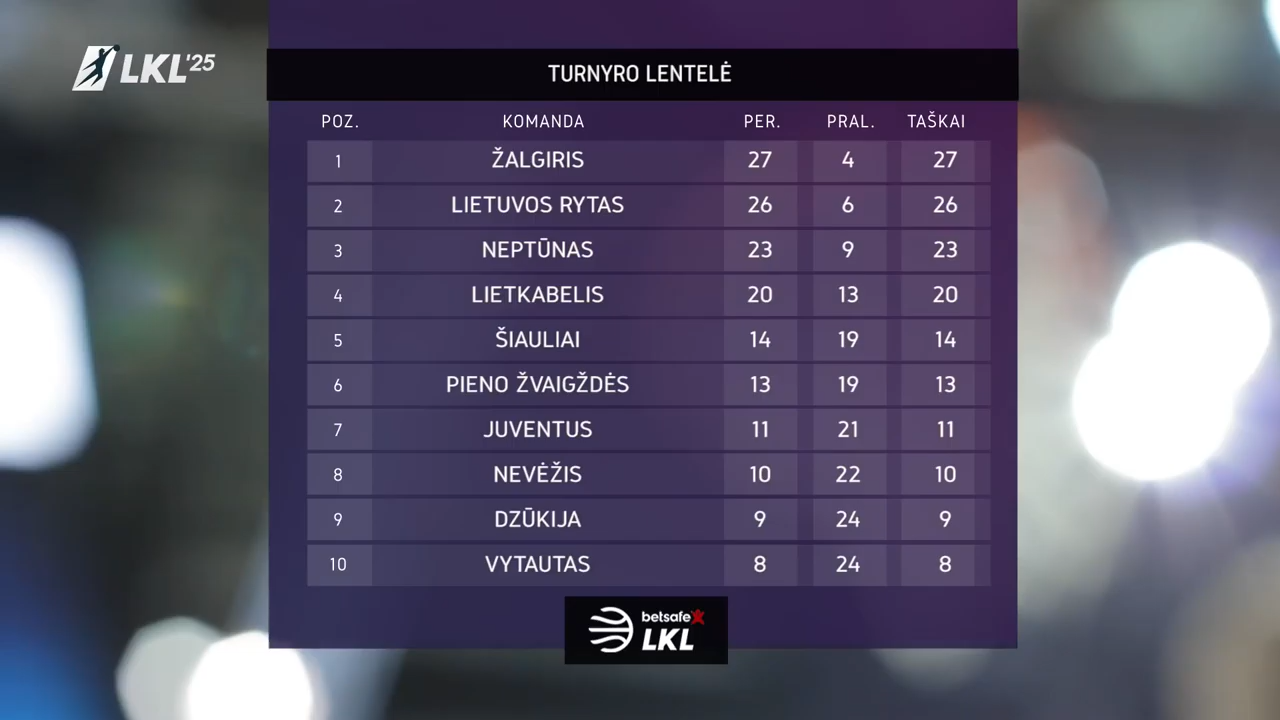 LKL'25
TURNYRO LENTELĖ
POZ. KOMANDA PER. PRAL. TAŠKAI
1 ŽALGIRIS 27 4 27
2 LIETUVOS RYTAS 26 6 26
3 NEPTŪNAS 23 9 23
4 LIETKABELIS 20 13 20
5 ŠIAULIAI 14 19 14
6 PIENO ŽVAIGŽDĖS 13 19 13
7 JUVENTUS 11 21 11
8 NEVĖŽIS 10 22 10
9 DZŪKIJA 9 24 9
10 VYTAUTAS 8 24 8
betsafe
LKL